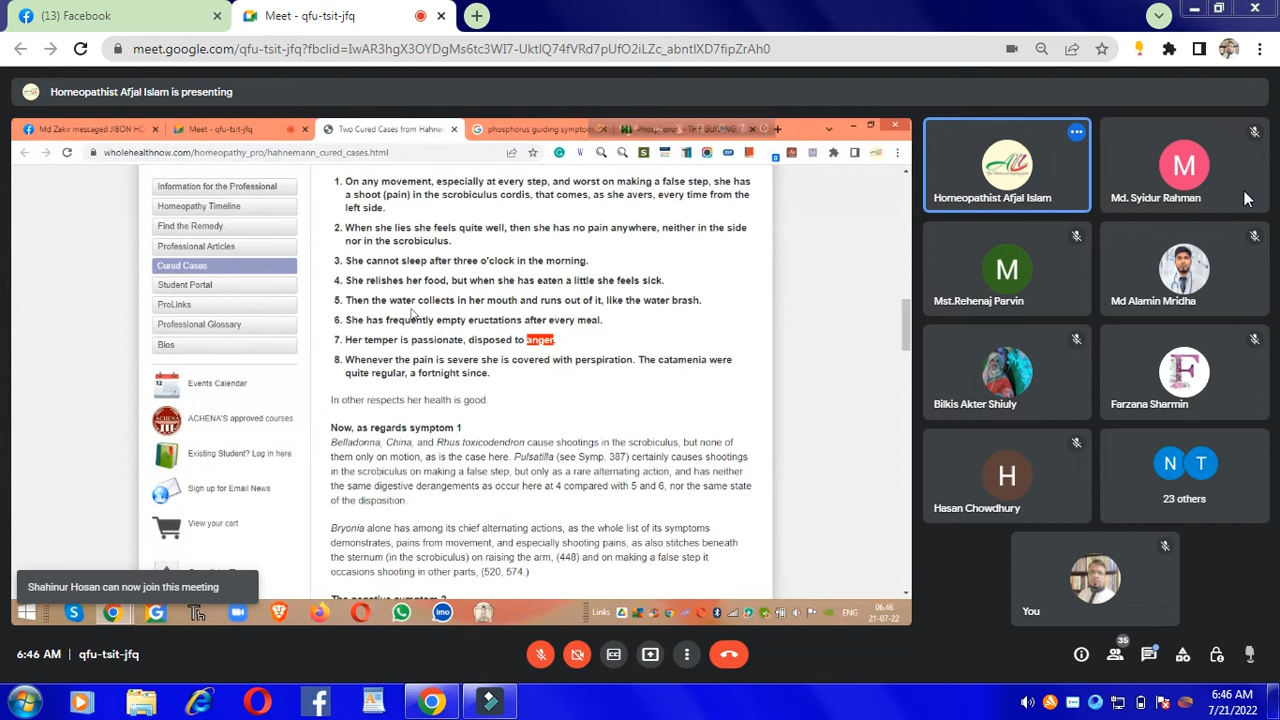 (13) Facebook
Meet - qfu-tsit-jfq
meet.google.com/qfu-tsit-jfq?fbclid=IwAR3hgX3OYDgMs6tc3WI7-UktlQ74fVRd7pUfO2iLZc_abntlXD7fipZrAh0
Homeopathist Afjal Islam is presenting
Md Zakir messaged JIBON HO
Meet - qfu-tsit-jfq
Two Cured Cases from Hahne
phosphorus guiding symptom
wholehealthnow.com/homeopathy_pro/hahnemann_cured_cases.html
Information for the Professional
Homeopathy Timeline
Find the Remedy
Professional Articles
Cured Cases
Student Portal
ProLinks
Professional Glossary
Bios
Events Calendar
ACHENA'S approved courses
Existing Student? Log in here
Sign up for Email News
View your cart
1. On any movement, especially at every step, and worst on making a false step, she has
a shoot (pain) in the scrobiculus cordis, that comes, as she avers, every time from the
left side.
2. When she lies she feels quite well, then she has no pain anywhere, neither in the side
nor in the scrobiculus.
3. She cannot sleep after three o'clock in the morning.
4. She relishes her food, but when she has eaten a little she feels sick.
5. Then the water collects in her mouth and runs out of it, like the water brash.
6. She has frequently empty eructations after every meal.
7. Her temper is passionate, disposed to anger.
8. Whenever the pain is severe she is covered with perspiration. The catamenia were
quite regular, a fortnight since.
In other respects her health is good.
Now, as regards symptom 1
Belladonna, China, and Rhus toxicodendron cause shootings in the scrobiculus, but none of
them only on motion, as is the case here. Pulsatilla (see Symp. 387) certainly causes shootings
in the scrobiculus on making a false step, but only as a rare alternating action, and has neither
the same digestive derangements as occur here at 4 compared with 5 and 6, nor the same state
of the disposition.
Bryonia alone has among its chief alternating actions, as the whole list of its symptoms
demonstrates, pains from movement, and especially shooting pains, as also stitches beneath
the sternum (in the scrobiculus) on raising the arm, (448) and on making a false step it
occasions shooting in other parts, (520, 574.)
Shahinur Hosan can now join this meeting
Links
ENG
06.46
21-07-22
Homeopathist Afjal Islam
M
Md. Syidur Rahman
M
Mst.Rehenaj Parvin
Md Alamin Mridha
Bilkis Akter Shiuly
Farzana Sharmin
H
Hasan Chowdhury
N T
23 others
You
6:46 AM | qfu-tsit-jfq
35
6:46 AM
7/21/2022